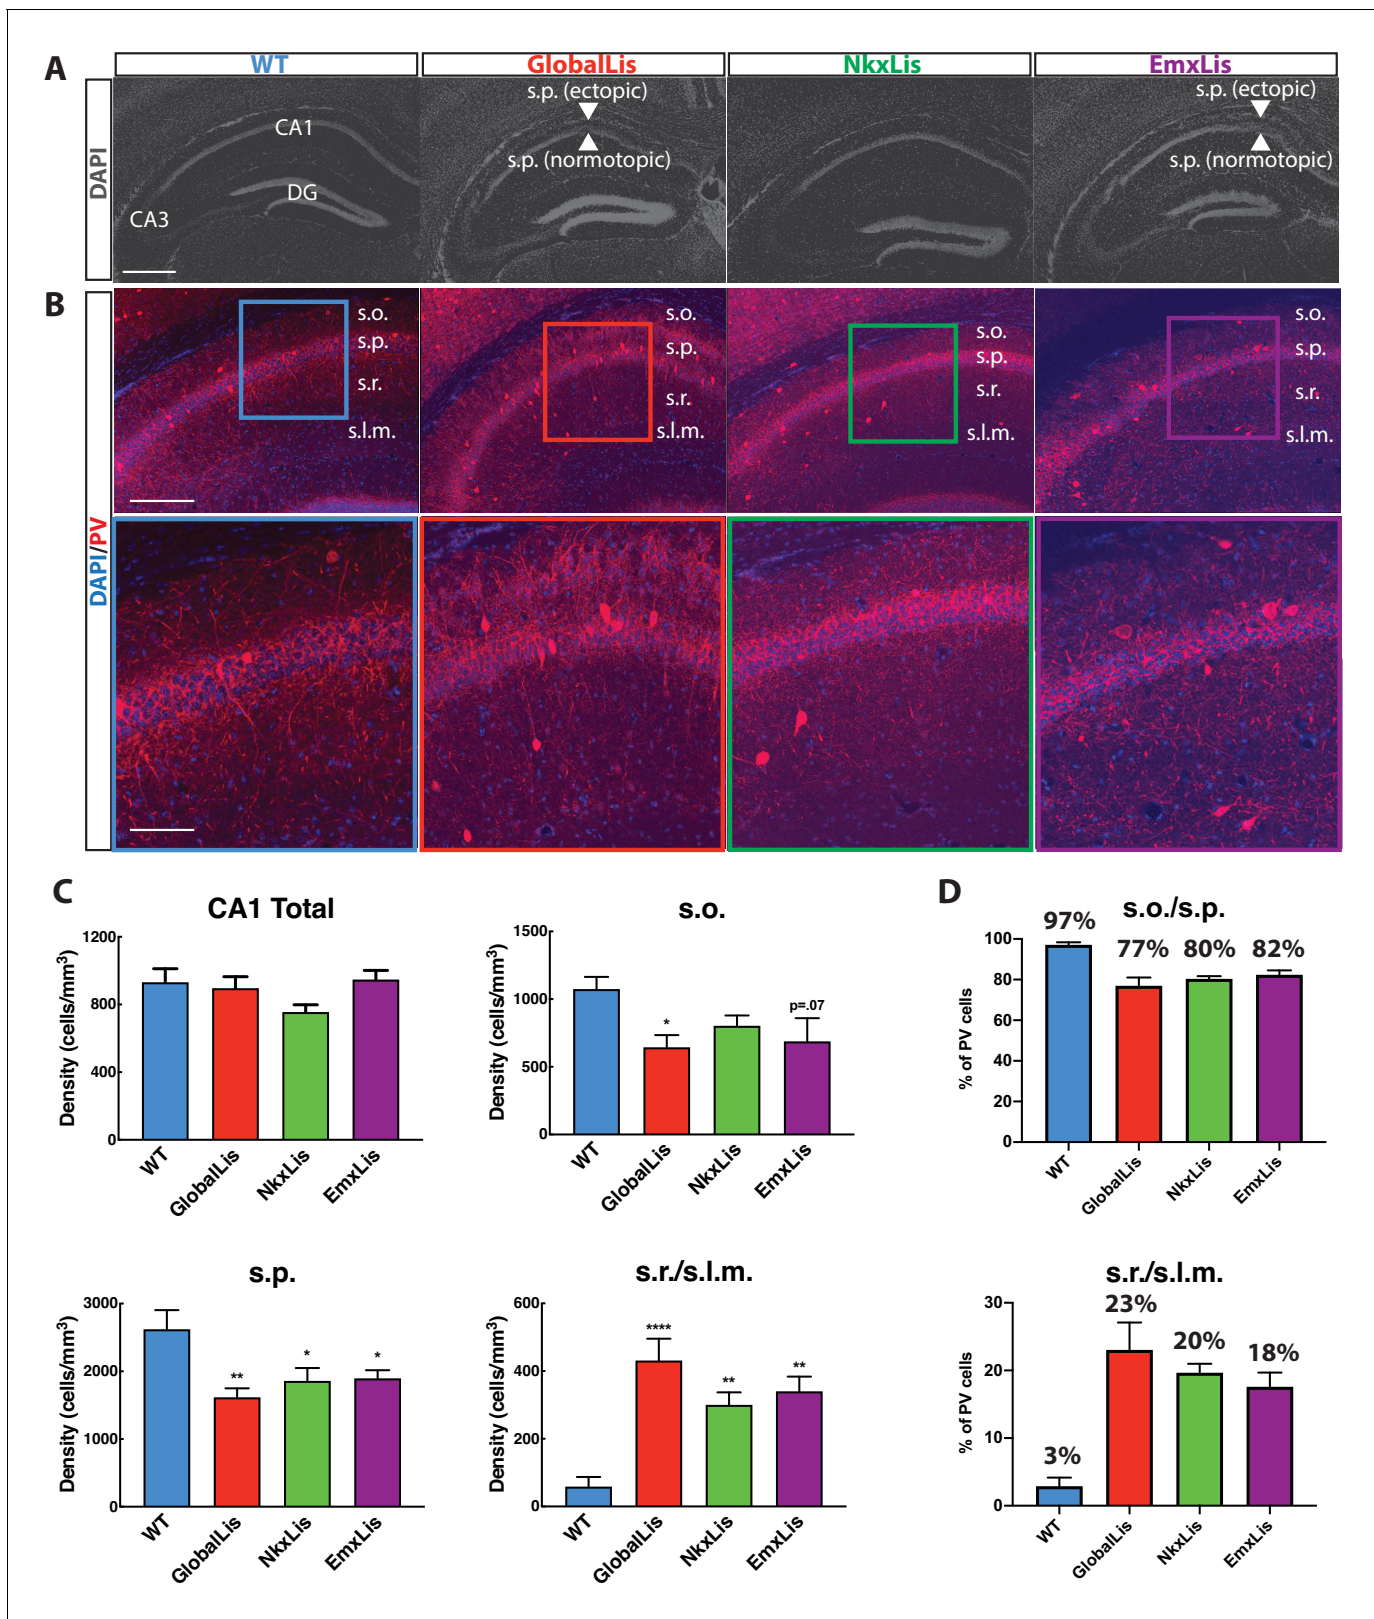 A
WT
GlobalLis
NkxLis
EmxLis
DAPI
CA1
DG
CA3
s.p. (ectopic)
s.p. (normotopic)
s.p. (ectopic)
s.p. (normotopic)
B
DAPI/PV
s.o.
s.p.
s.r.
s.l.m.
s.o.
s.p.
s.r.
s.l.m.
s.o.
s.p.
s.r.
s.l.m.
s.o.
s.p.
s.r.
s.l.m.
C
CA1 Total
Density (cells/mm³)
1200
800
400
0
WT
GlobalLis
NkxLis
EmxLis
s.o.
Density (cells/mm³)
1500
1000
500
0
*
p=.07
WT
GlobalLis
NkxLis
EmxLis
D
s.o./s.p.
% of PV cells
100
80
60
40
20
0
97%
77%
80%
82%
WT
GlobalLis
NkxLis
EmxLis
s.p.
Density (cells/mm³)
3000
2000
1000
0
**
*
*
WT
GlobalLis
NkxLis
EmxLis
s.r./s.l.m.
Density (cells/mm³)
600
400
200
0
****
**
**
WT
GlobalLis
NkxLis
EmxLis
s.r./s.l.m.
% of PV cells
30
20
10
0
3%
23%
20%
18%
WT
GlobalLis
NkxLis
EmxLis